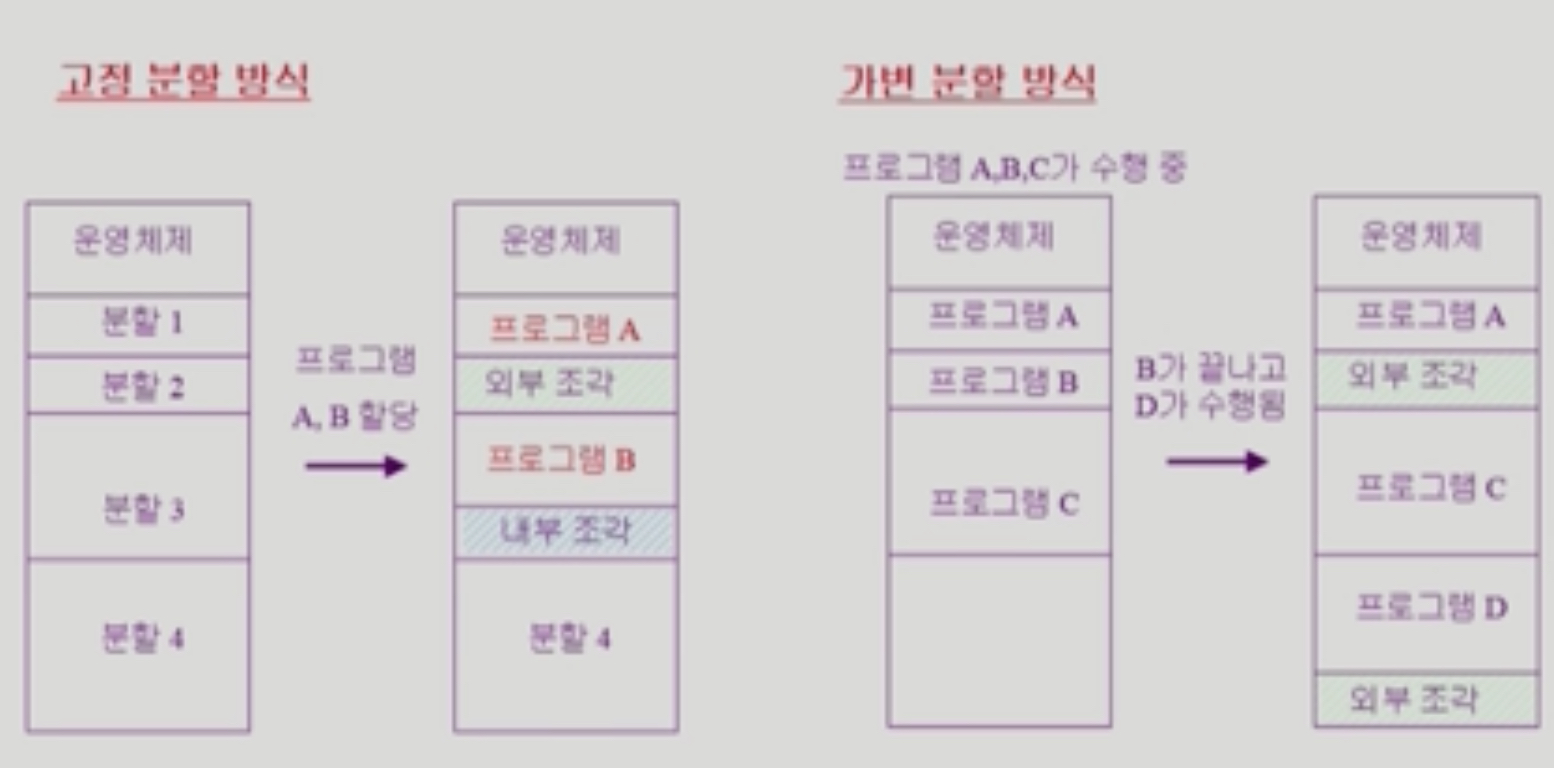 고정 분할 방식
운영체제
분할 1
분할 2
분할 3
분할 4
프로그램
A, B 할당
운영체제
프로그램 A
외부 조각
프로그램 B
내부 조각
분할 4
가변 분할 방식
프로그램 A,B,C가 수행 중
운영체제
프로그램 A
프로그램 B
프로그램 C
B가 끝나고
D가 수행됨
운영체제
프로그램 A
외부 조각
프로그램 C
프로그램 D
외부 조각